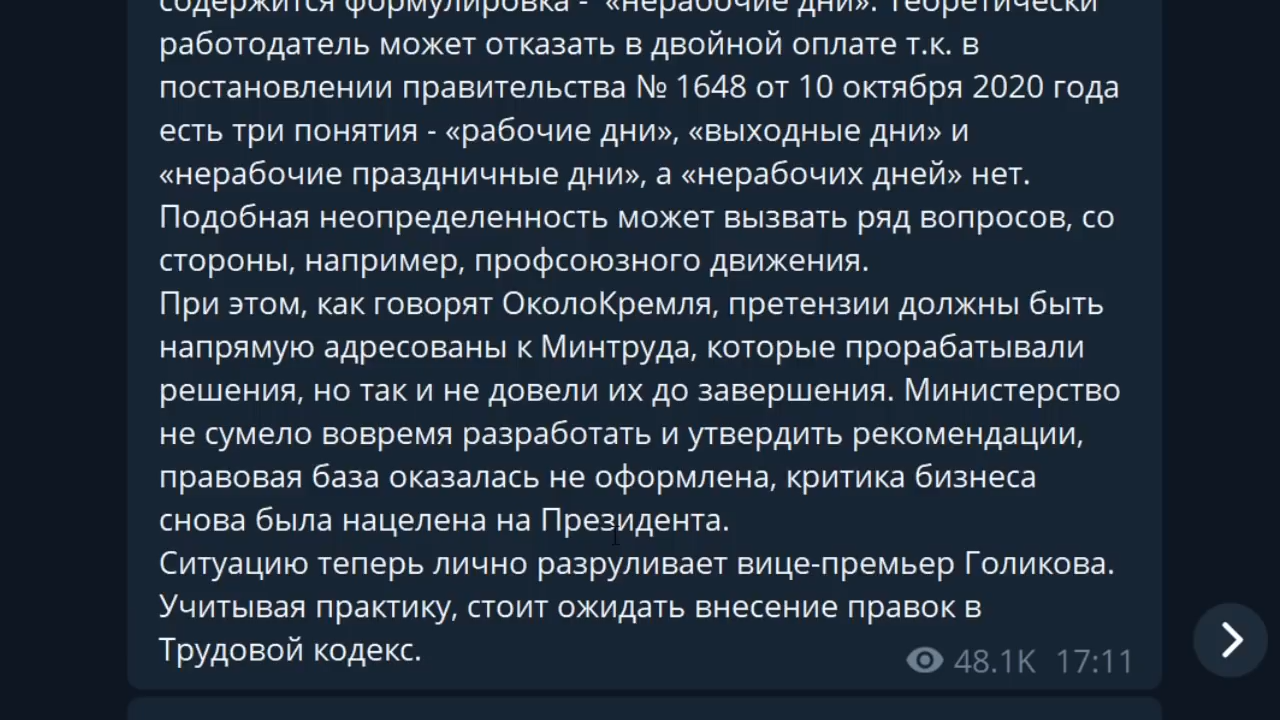 содержится формулировка - «нерабочие дни». Теоретически
работодатель может отказать в двойной оплате т.к. в
постановлении правительства № 1648 от 10 октября 2020 года
есть три понятия - «рабочие дни», «выходные дни» и
«нерабочие праздничные дни», а «нерабочих дней» нет.
Подобная неопределенность может вызвать ряд вопросов, со
стороны, например, профсоюзного движения.
При этом, как говорят ОколоКремля, претензии должны быть
напрямую адресованы к Минтруда, которые прорабатывали
решения, но так и не довели их до завершения. Министерство
не сумело вовремя разработать и утвердить рекомендации,
правовая база оказалась не оформлена, критика бизнеса
снова была нацелена на Президента.
Ситуацию теперь лично разруливает вице-премьер Голикова.
Учитывая практику, стоит ожидать внесение правок в
Трудовой кодекс.
48.1K 17:11